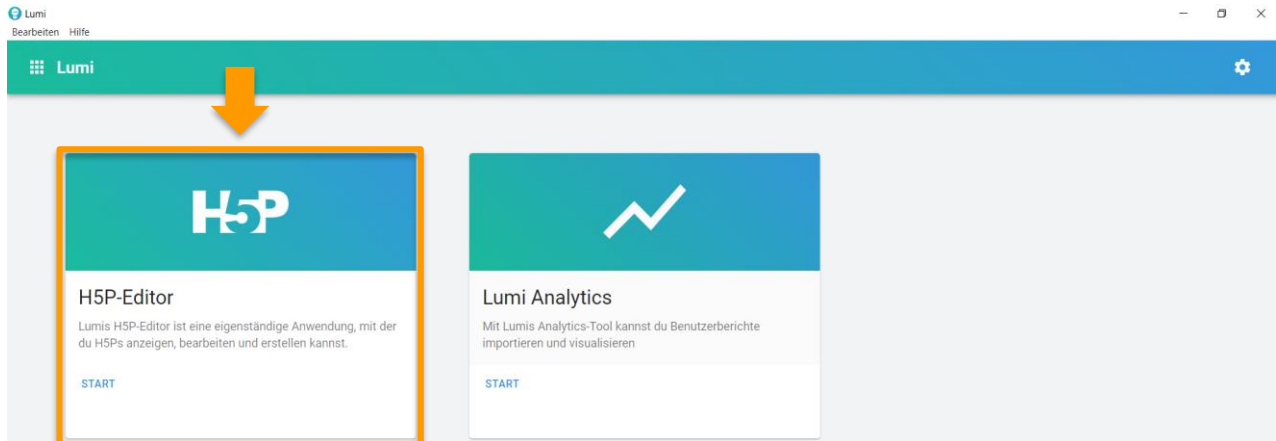 Lumi
Bearbeiten Hilfe
Lumi
H5P
H5P-Editor
Lumis H5P-Editor ist eine eigenständige Anwendung, mit der
du H5Ps anzeigen, bearbeiten und erstellen kannst.
START
Lumi Analytics
Mit Lumis Analytics-Tool kannst du Benutzerberichte
importieren und visualisieren
START